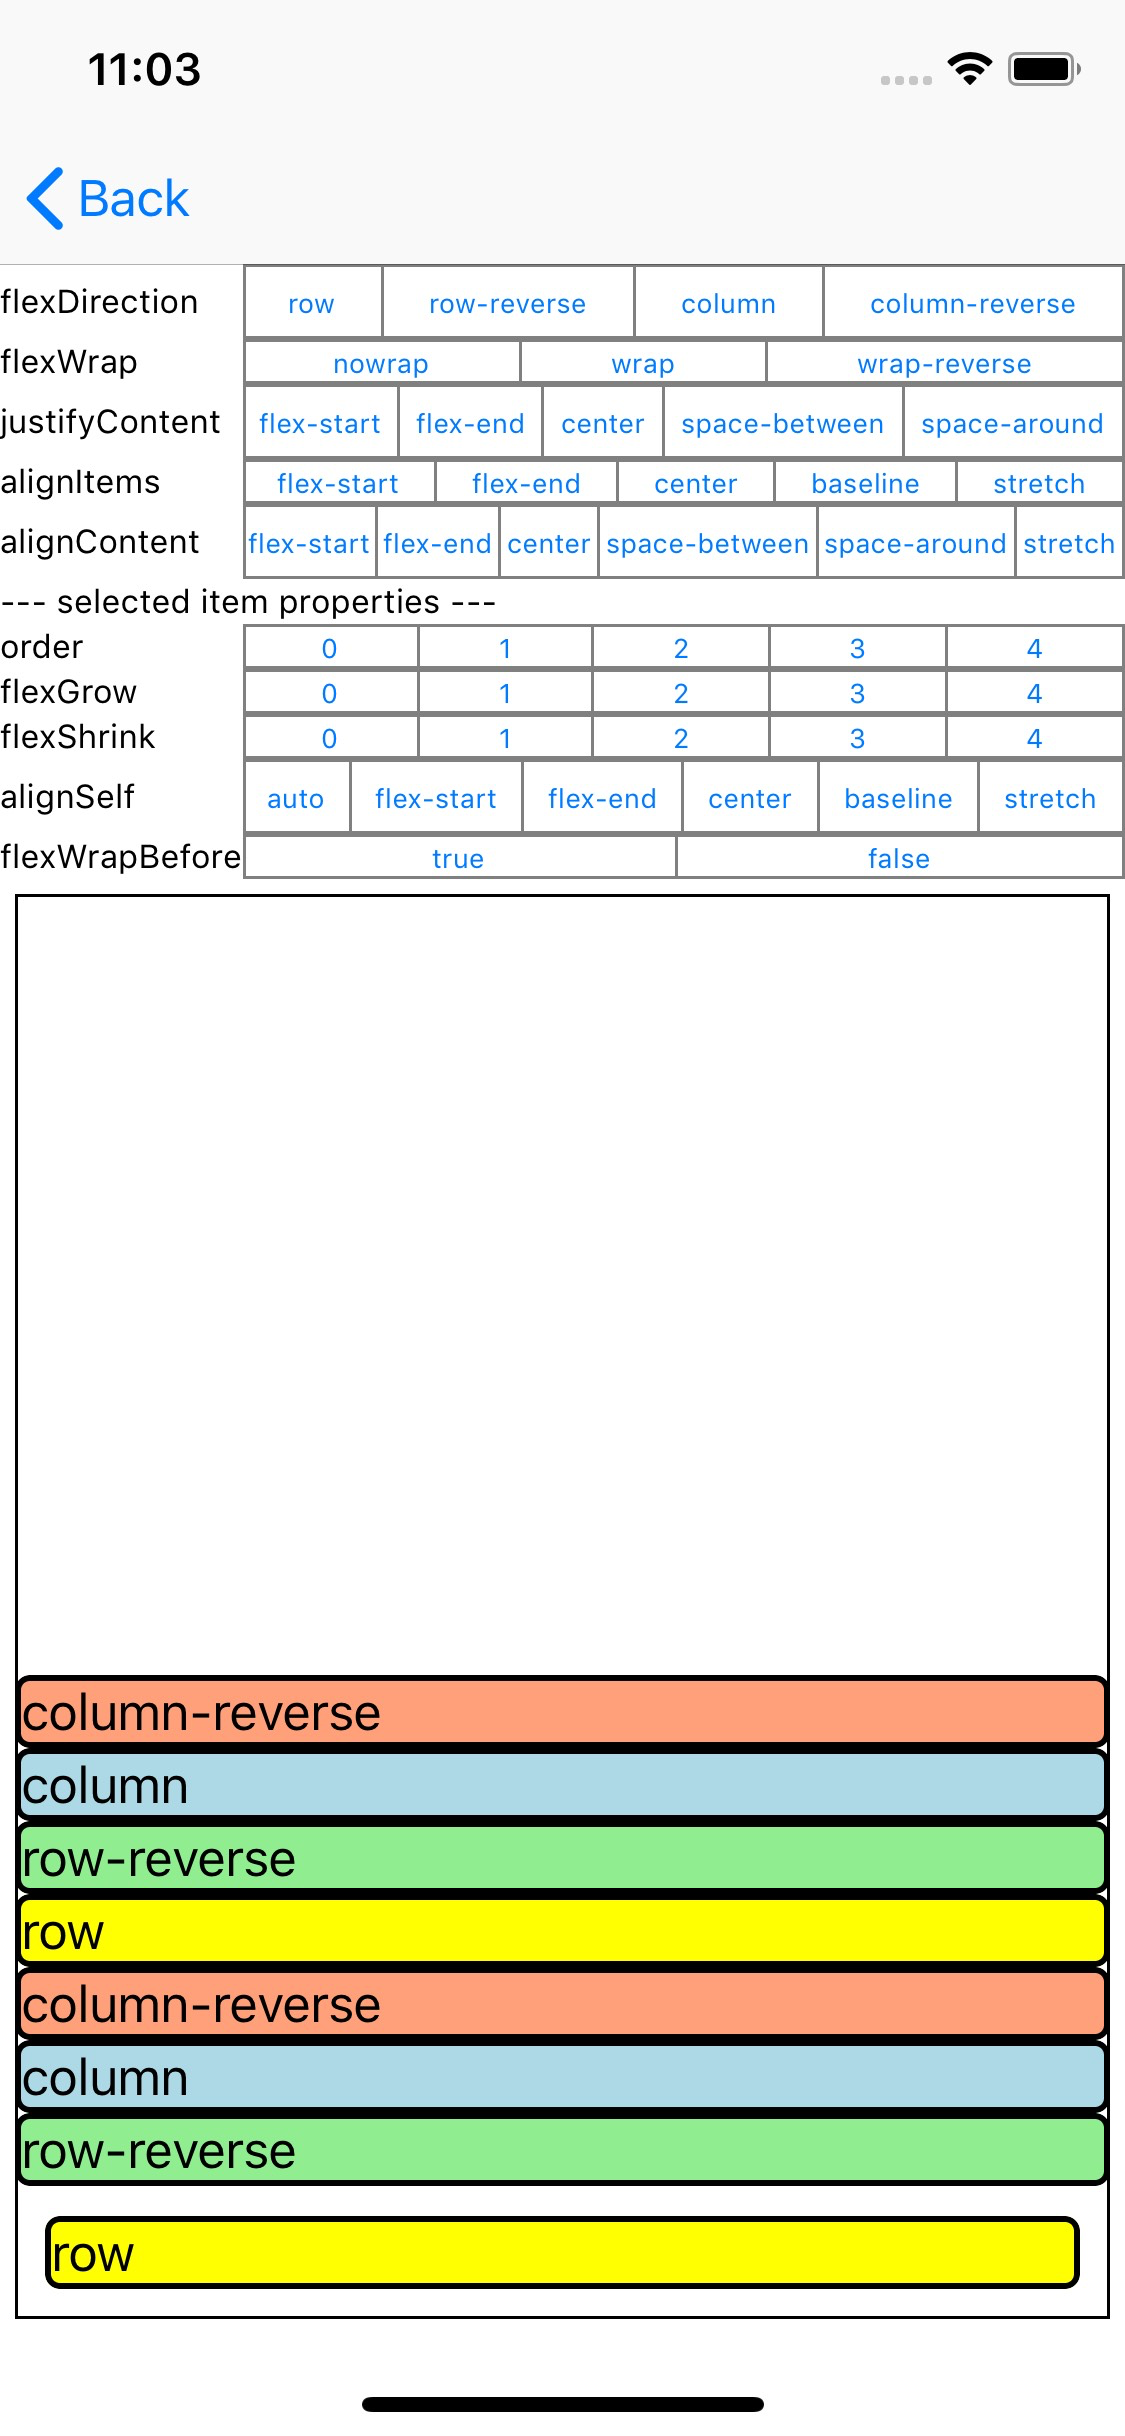 11:03
Back
flexDirection row row-reverse column column-reverse
flexWrap nowrap wrap wrap-reverse
justifyContent flex-start flex-end center space-between space-around
alignItems flex-start flex-end center baseline stretch
alignContent flex-start flex-end center space-between space-around stretch
--- selected item properties ---
order 0 1 2 3 4
flexGrow 0 1 2 3 4
flexShrink 0 1 2 3 4
alignSelf auto flex-start flex-end center baseline stretch
flexWrapBefore true false
column-reverse
column
row-reverse
row
column-reverse
column
row-reverse
row